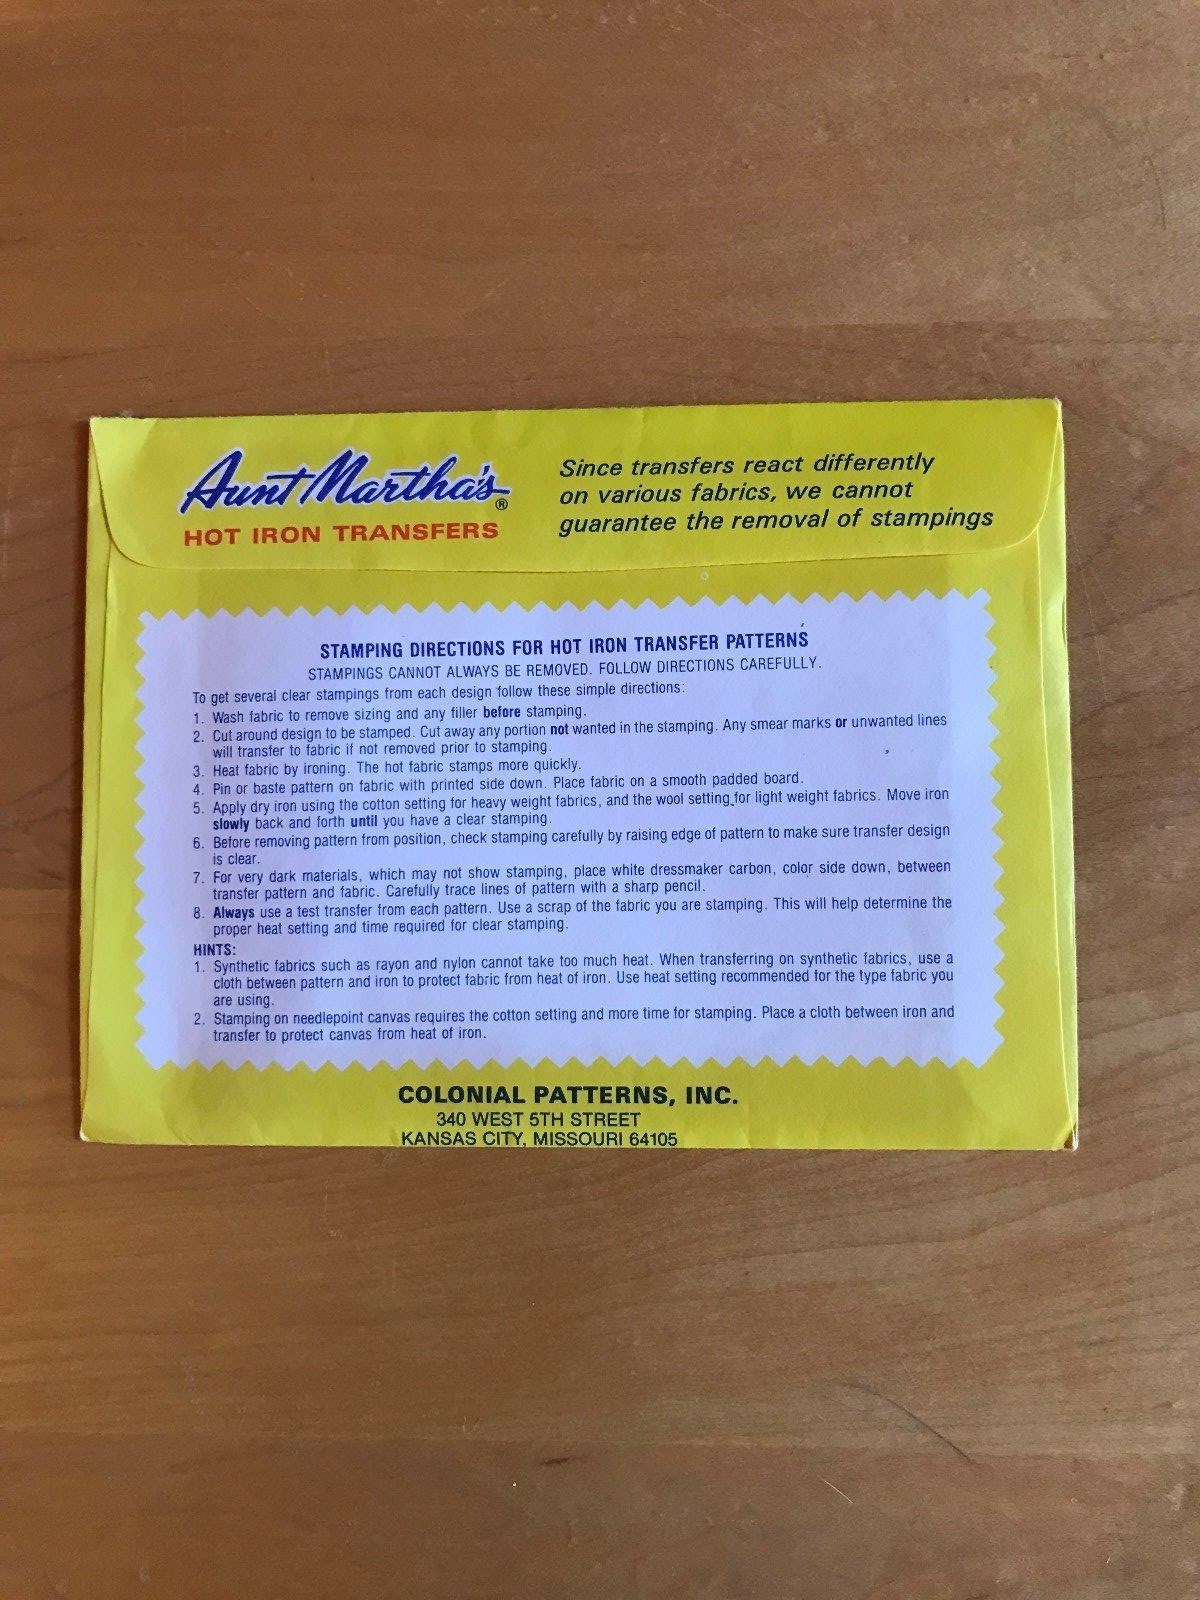 Aunt Martha's®
HOT IRON TRANSFERS
Since transfers react differently
on various fabrics, we cannot
guarantee the removal of stampings
STAMPING DIRECTIONS FOR HOT IRON TRANSFER PATTERNS
STAMPINGS CANNOT ALWAYS BE REMOVED. FOLLOW DIRECTIONS CAREFULLY.
To get several clear stampings from each design follow these simple directions:
1. Wash fabric to remove sizing and any filler before stamping.
2. Cut around design to be stamped. Cut away any portion not wanted in the stamping. Any smear marks or unwanted lines
will transfer to fabric if not removed prior to stamping.
3. Heat fabric by ironing. The hot fabric stamps more quickly.
4. Pin or baste pattern on fabric with printed side down. Place fabric on a smooth padded board.
5. Apply dry iron using the cotton setting for heavy weight fabrics, and the wool setting for light weight fabrics. Move iron
slowly back and forth until you have a clear stamping.
6. Before removing pattern from position, check stamping carefully by raising edge of pattern to make sure transfer design
is clear.
7. For very dark materials, which may not show stamping, place white dressmaker carbon, color side down, between
transfer pattern and fabric. Carefully trace lines of pattern with a sharp pencil.
8. Always use a test transfer from each pattern. Use a scrap of the fabric you are stamping. This will help determine the
proper heat setting and time required for clear stamping.
HINTS:
1. Synthetic fabrics such as rayon and nylon cannot take too much heat. When transferring on synthetic fabrics, use a
cloth between pattern and iron to protect fabric from heat of iron. Use heat setting recommended for the type fabric you
are using.
2. Stamping on needlepoint canvas requires the cotton setting and more time for stamping. Place a cloth between iron and
transfer to protect canvas from heat of iron.
COLONIAL PATTERNS, INC.
340 WEST 5TH STREET
KANSAS CITY, MISSOURI 64105